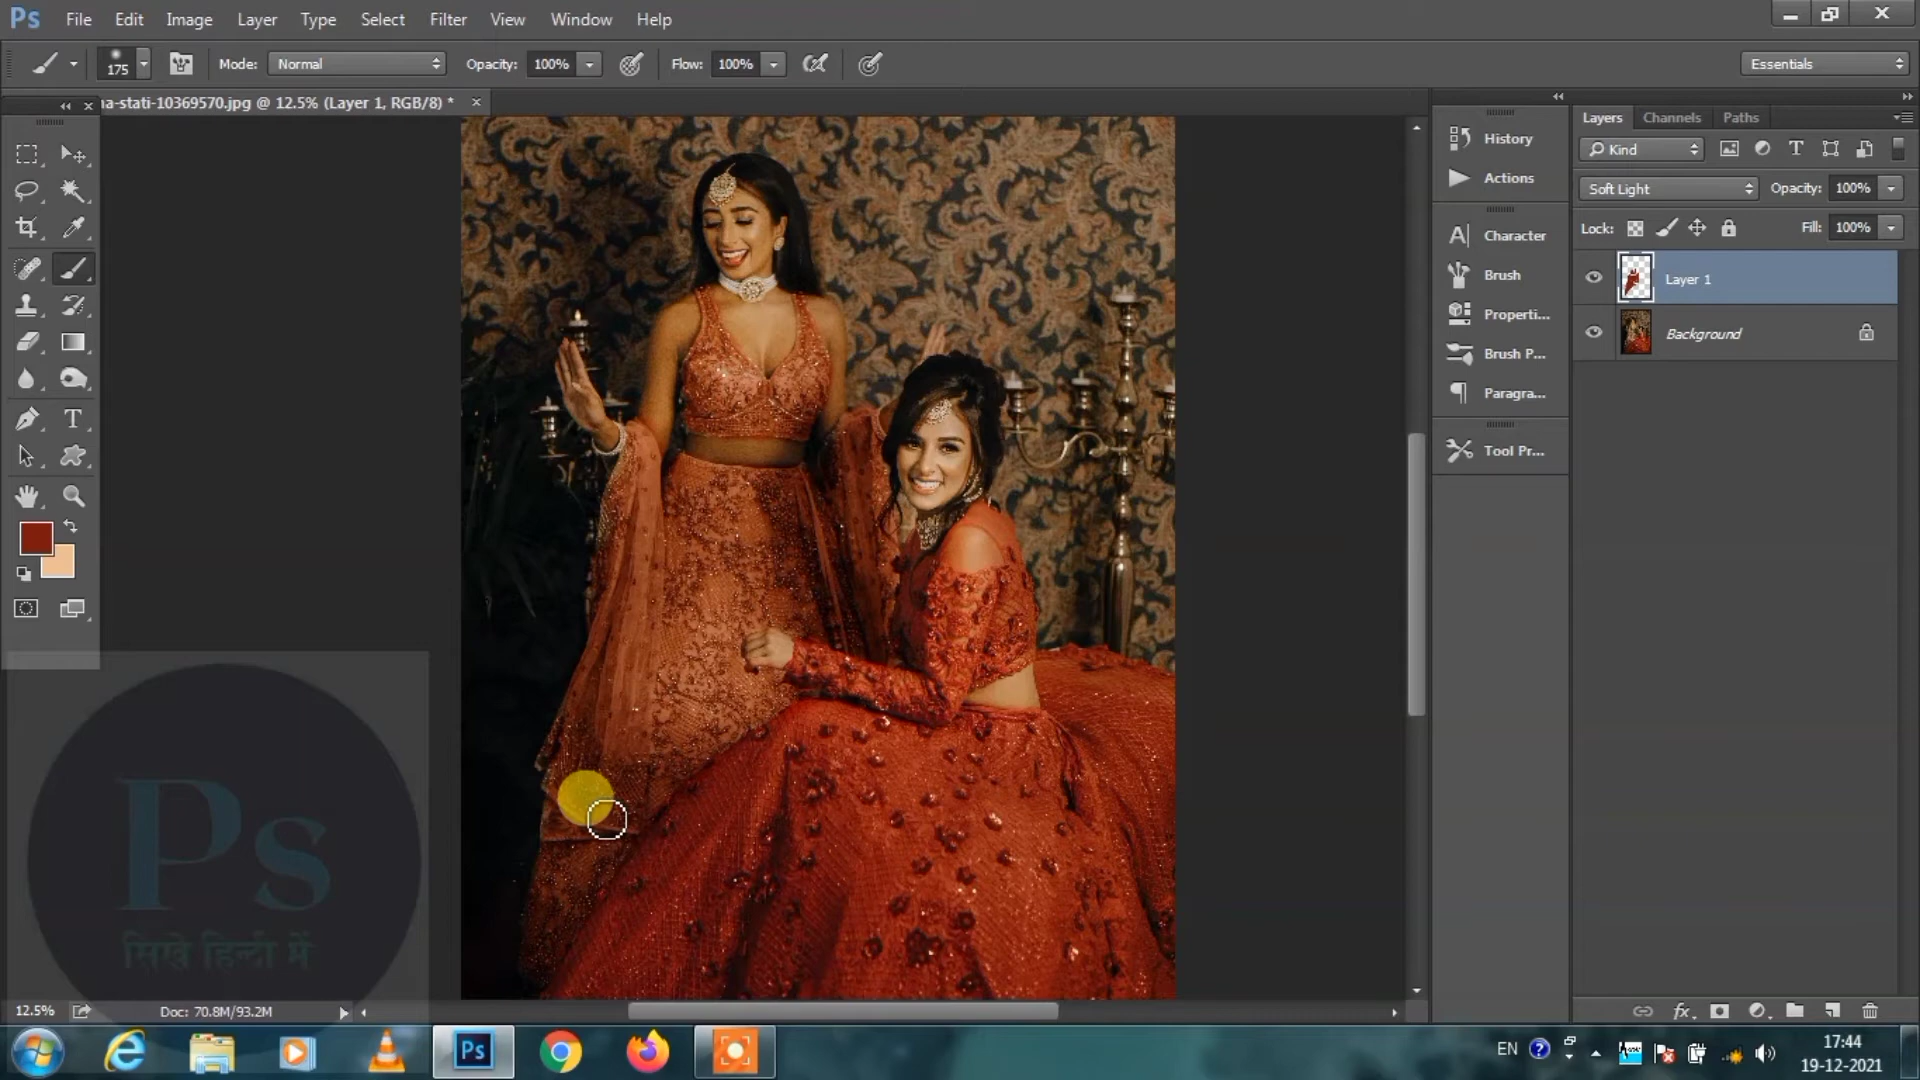 Ps File Edit Image Layer Type Select Filter View Window Help
175 Mode: Normal Opacity: 100% Flow: 100% Essentials
na-stati-10369570.jpg @ 12.5% (Layer 1, RGB/8) *
History
Actions
Character
Brush
Properti...
Brush P...
Paragra...
Tool Pr...
Layers Channels Paths
Kind
Soft Light Opacity: 100%
Lock: Fill: 100%
Layer 1
Background
Ps
सिखे हिन्दी में
12.5% Doc: 70.8M/93.2M
Ps EN 17:44
19-12-2021